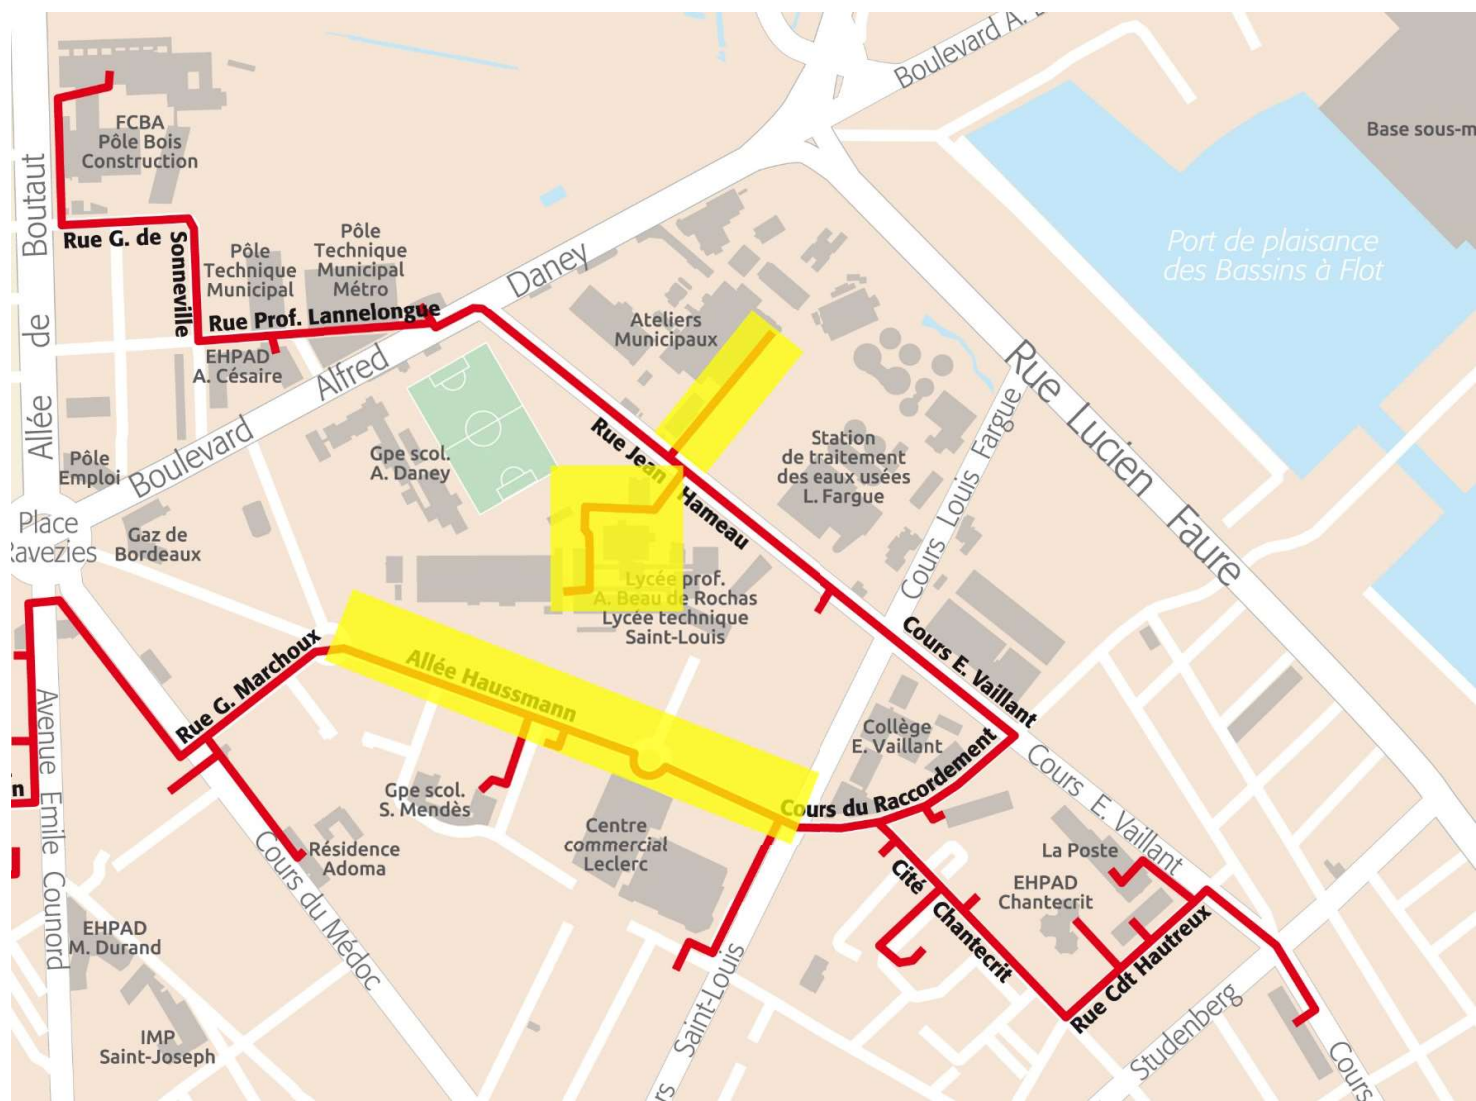 Boulevard A.
Base sous-m
FCBA
Pôle Bois
Construction
Allée de Boutaut
Rue G. de
Sonneville
Pôle
Technique
Municipal
Pôle
Technique
Municipal
Métro
Daney
Port de plaisance
des Bassins à Flot
Rue Prof. Lannelongue
Ateliers
Municipaux
EHPAD
A. Césaire
Alfred
Boulevard
Rue Lucien Faure
Cours Louis Fargue
Pôle
Emploi
Gpe scol.
A. Daney
Rue Jean Hameau
Station
de traitement
des eaux usées
L. Fargue
Place
Ravezies
Gaz de
Bordeaux
Lycée prof.
A. Beau de Rochas
Lycée technique
Saint-Louis
Rue G. Marchoux
Allée Haussmann
Cours E. Vaillant
Collège
E. Vaillant
Avenue Emile Counord
n
Gpe scol.
S. Mendès
Cours du Raccordement
Cours E. Vaillant
Centre
commercial
Leclerc
Résidence
Adoma
Cours du Médoc
La Poste
EHPAD
Chantecrit
Cité Chantecrit
EHPAD
M. Durand
Rue Cdt Hautreux
Saint-Louis
Studenberg
IMP
Saint-Joseph
rs
Cours